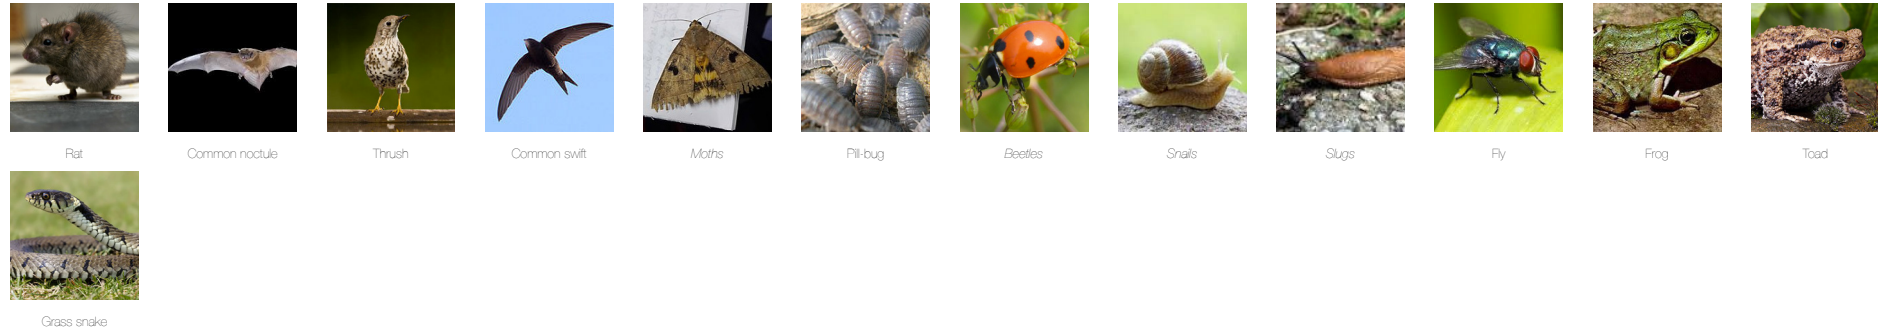 Rat
Common noctule
Thrush
Common swift
Moths
Pill-bug
Beetles
Snails
Slugs
Fly
Frog
Toad
Grass snake